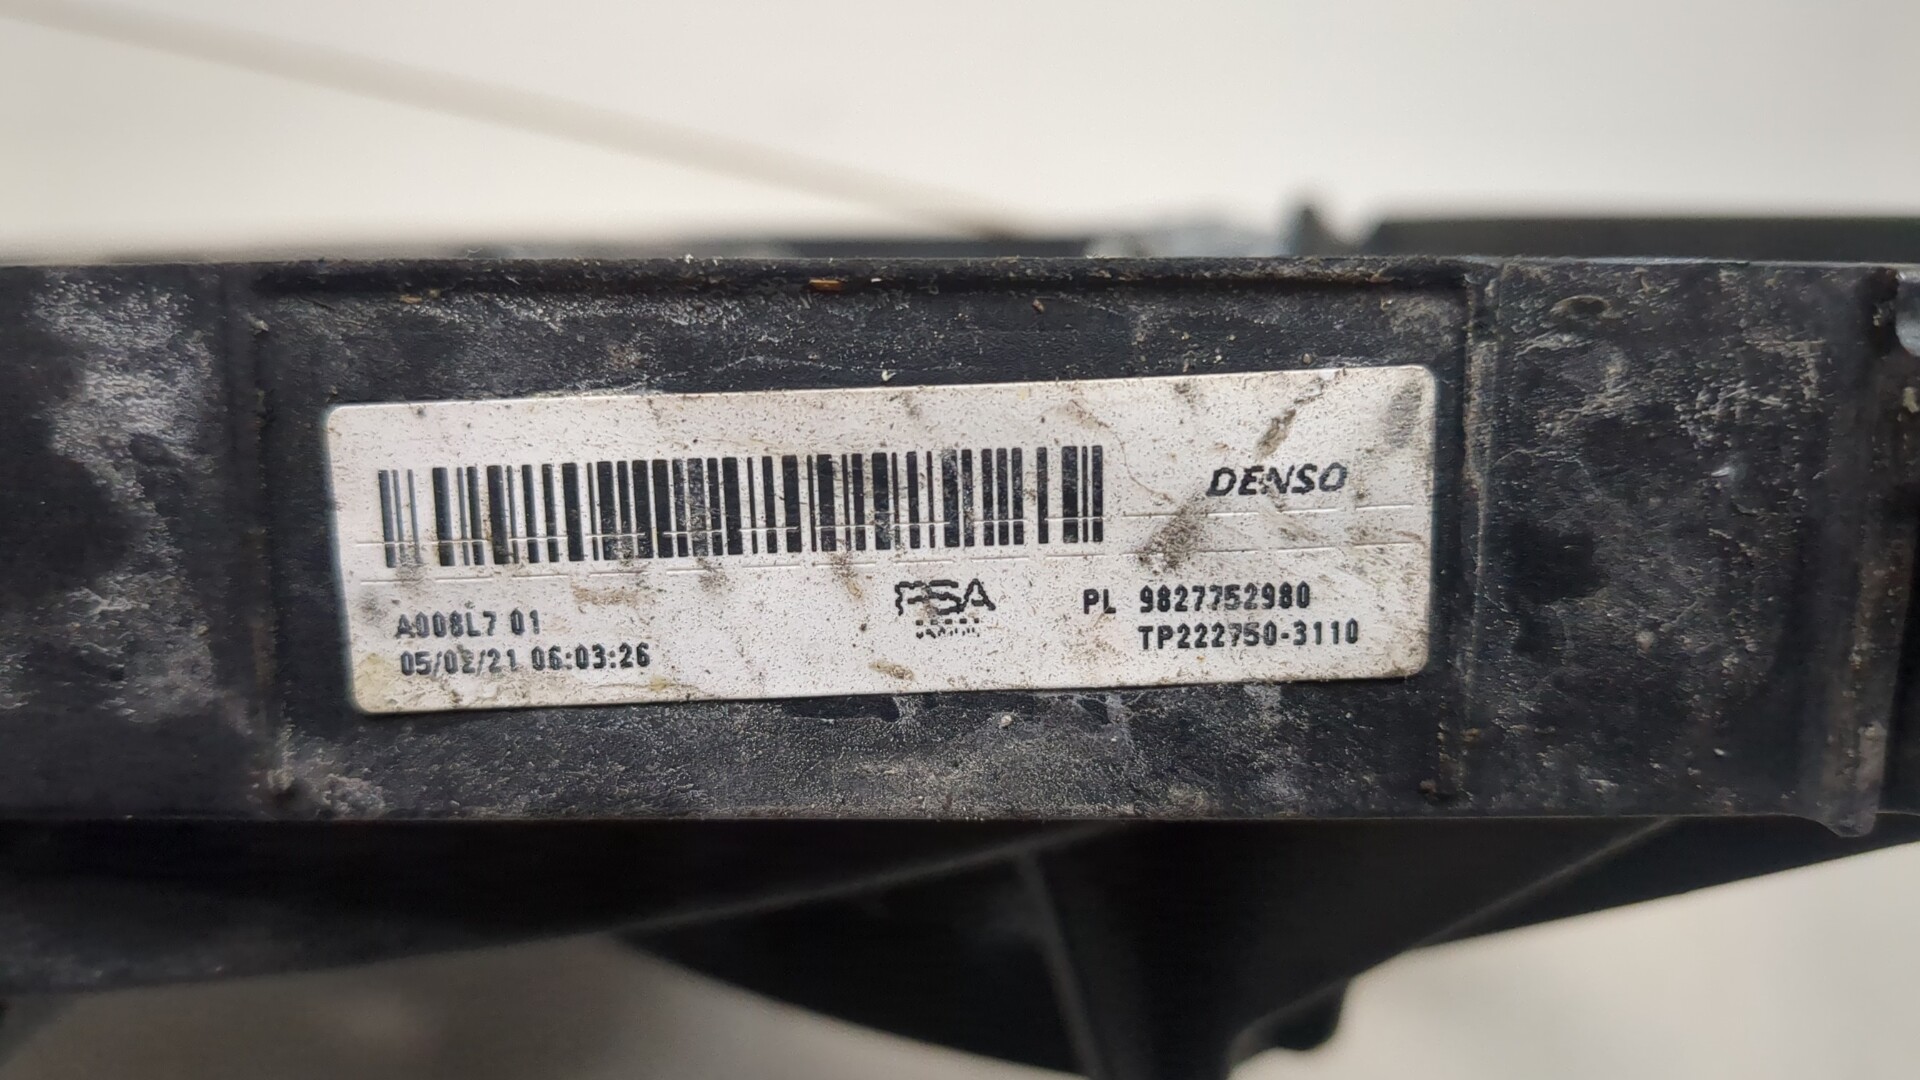 DENSO
PSA
PL 9827752980
TP222750-3110
A008L7 01
05/02/21 06:03:26